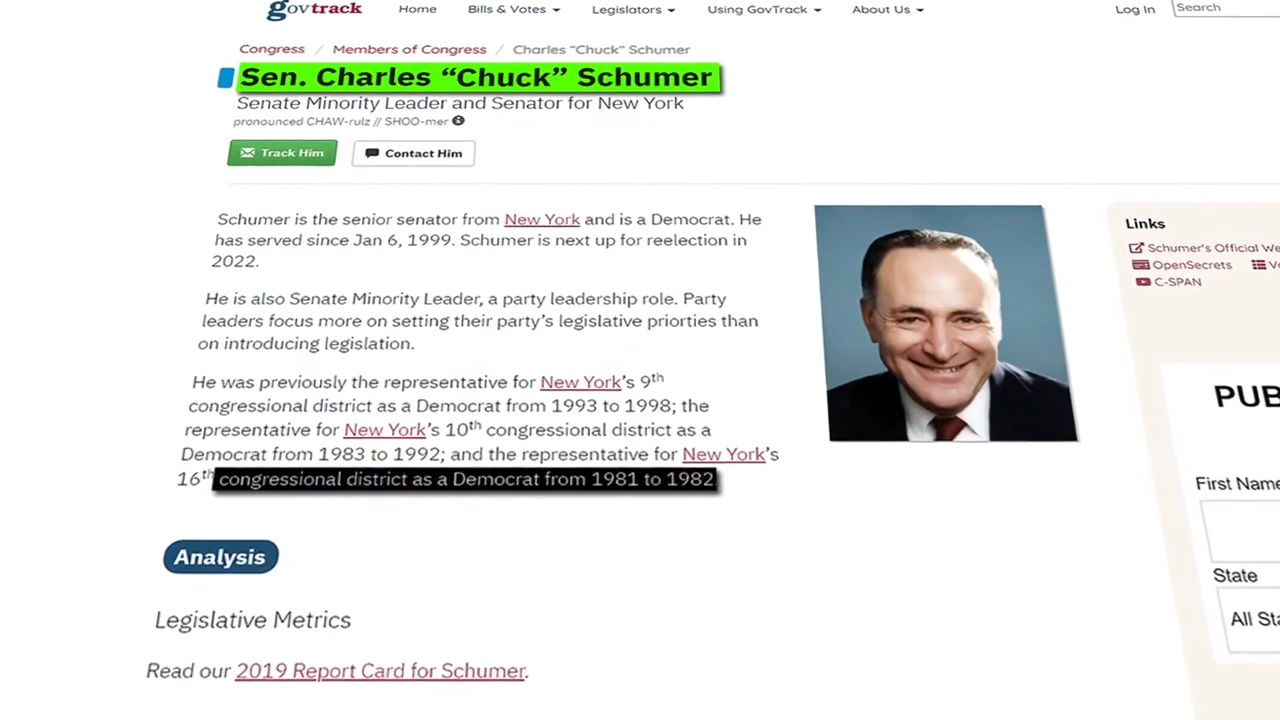 govtrack Home Bills & Votes Legislators Using GovTrack About Us Log In Search
Congress / Members of Congress / Charles “Chuck” Schumer
Sen. Charles “Chuck” Schumer
Senate Minority Leader and Senator for New York
pronounced CHAW-rulz // SHOO-mer
Track Him Contact Him
Schumer is the senior senator from New York and is a Democrat. He
has served since Jan 6, 1999. Schumer is next up for reelection in
2022.
He is also Senate Minority Leader, a party leadership role. Party
leaders focus more on setting their party’s legislative priorties than
on introducing legislation.
He was previously the representative for New York’s 9th
congressional district as a Democrat from 1993 to 1998; the
representative for New York’s 10th congressional district as a
Democrat from 1983 to 1992; and the representative for New York’s
16th congressional district as a Democrat from 1981 to 1982.
Analysis
Legislative Metrics
Read our 2019 Report Card for Schumer.
Links
Schumer's Official We
OpenSecrets
C-SPAN
PUB
First Name
State
All Sta